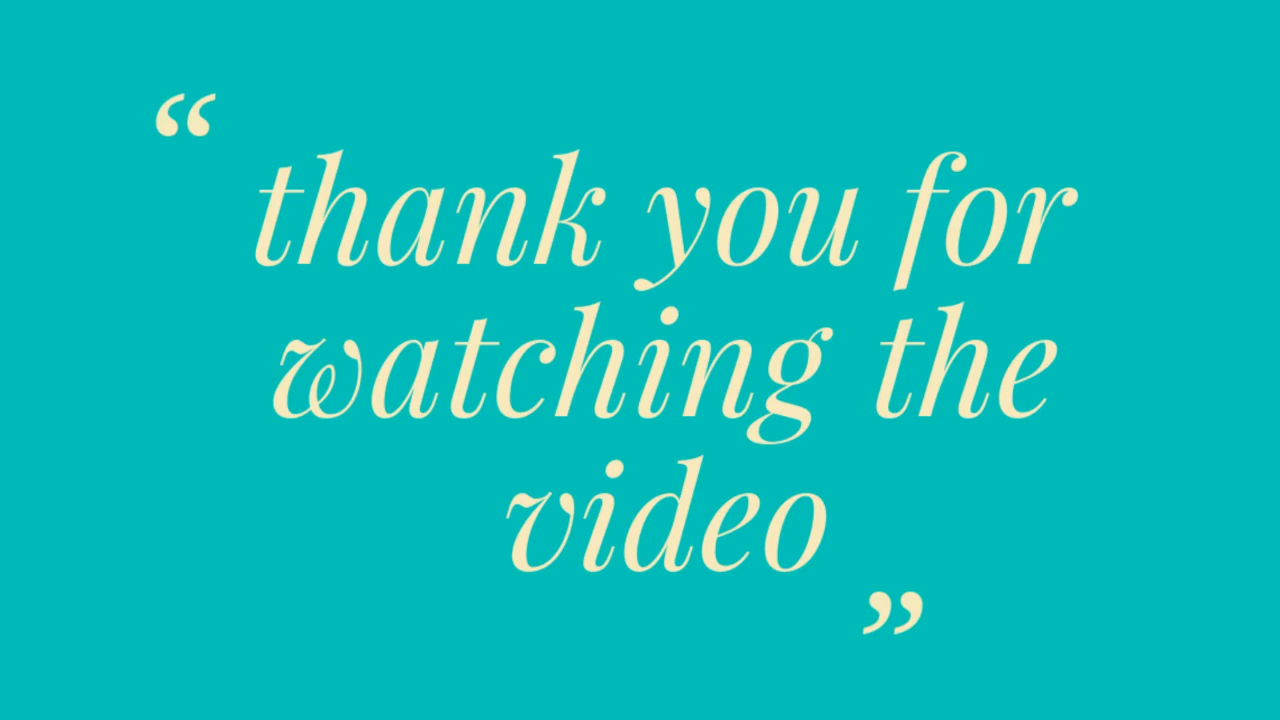 “
thank you for
watching the
video
”